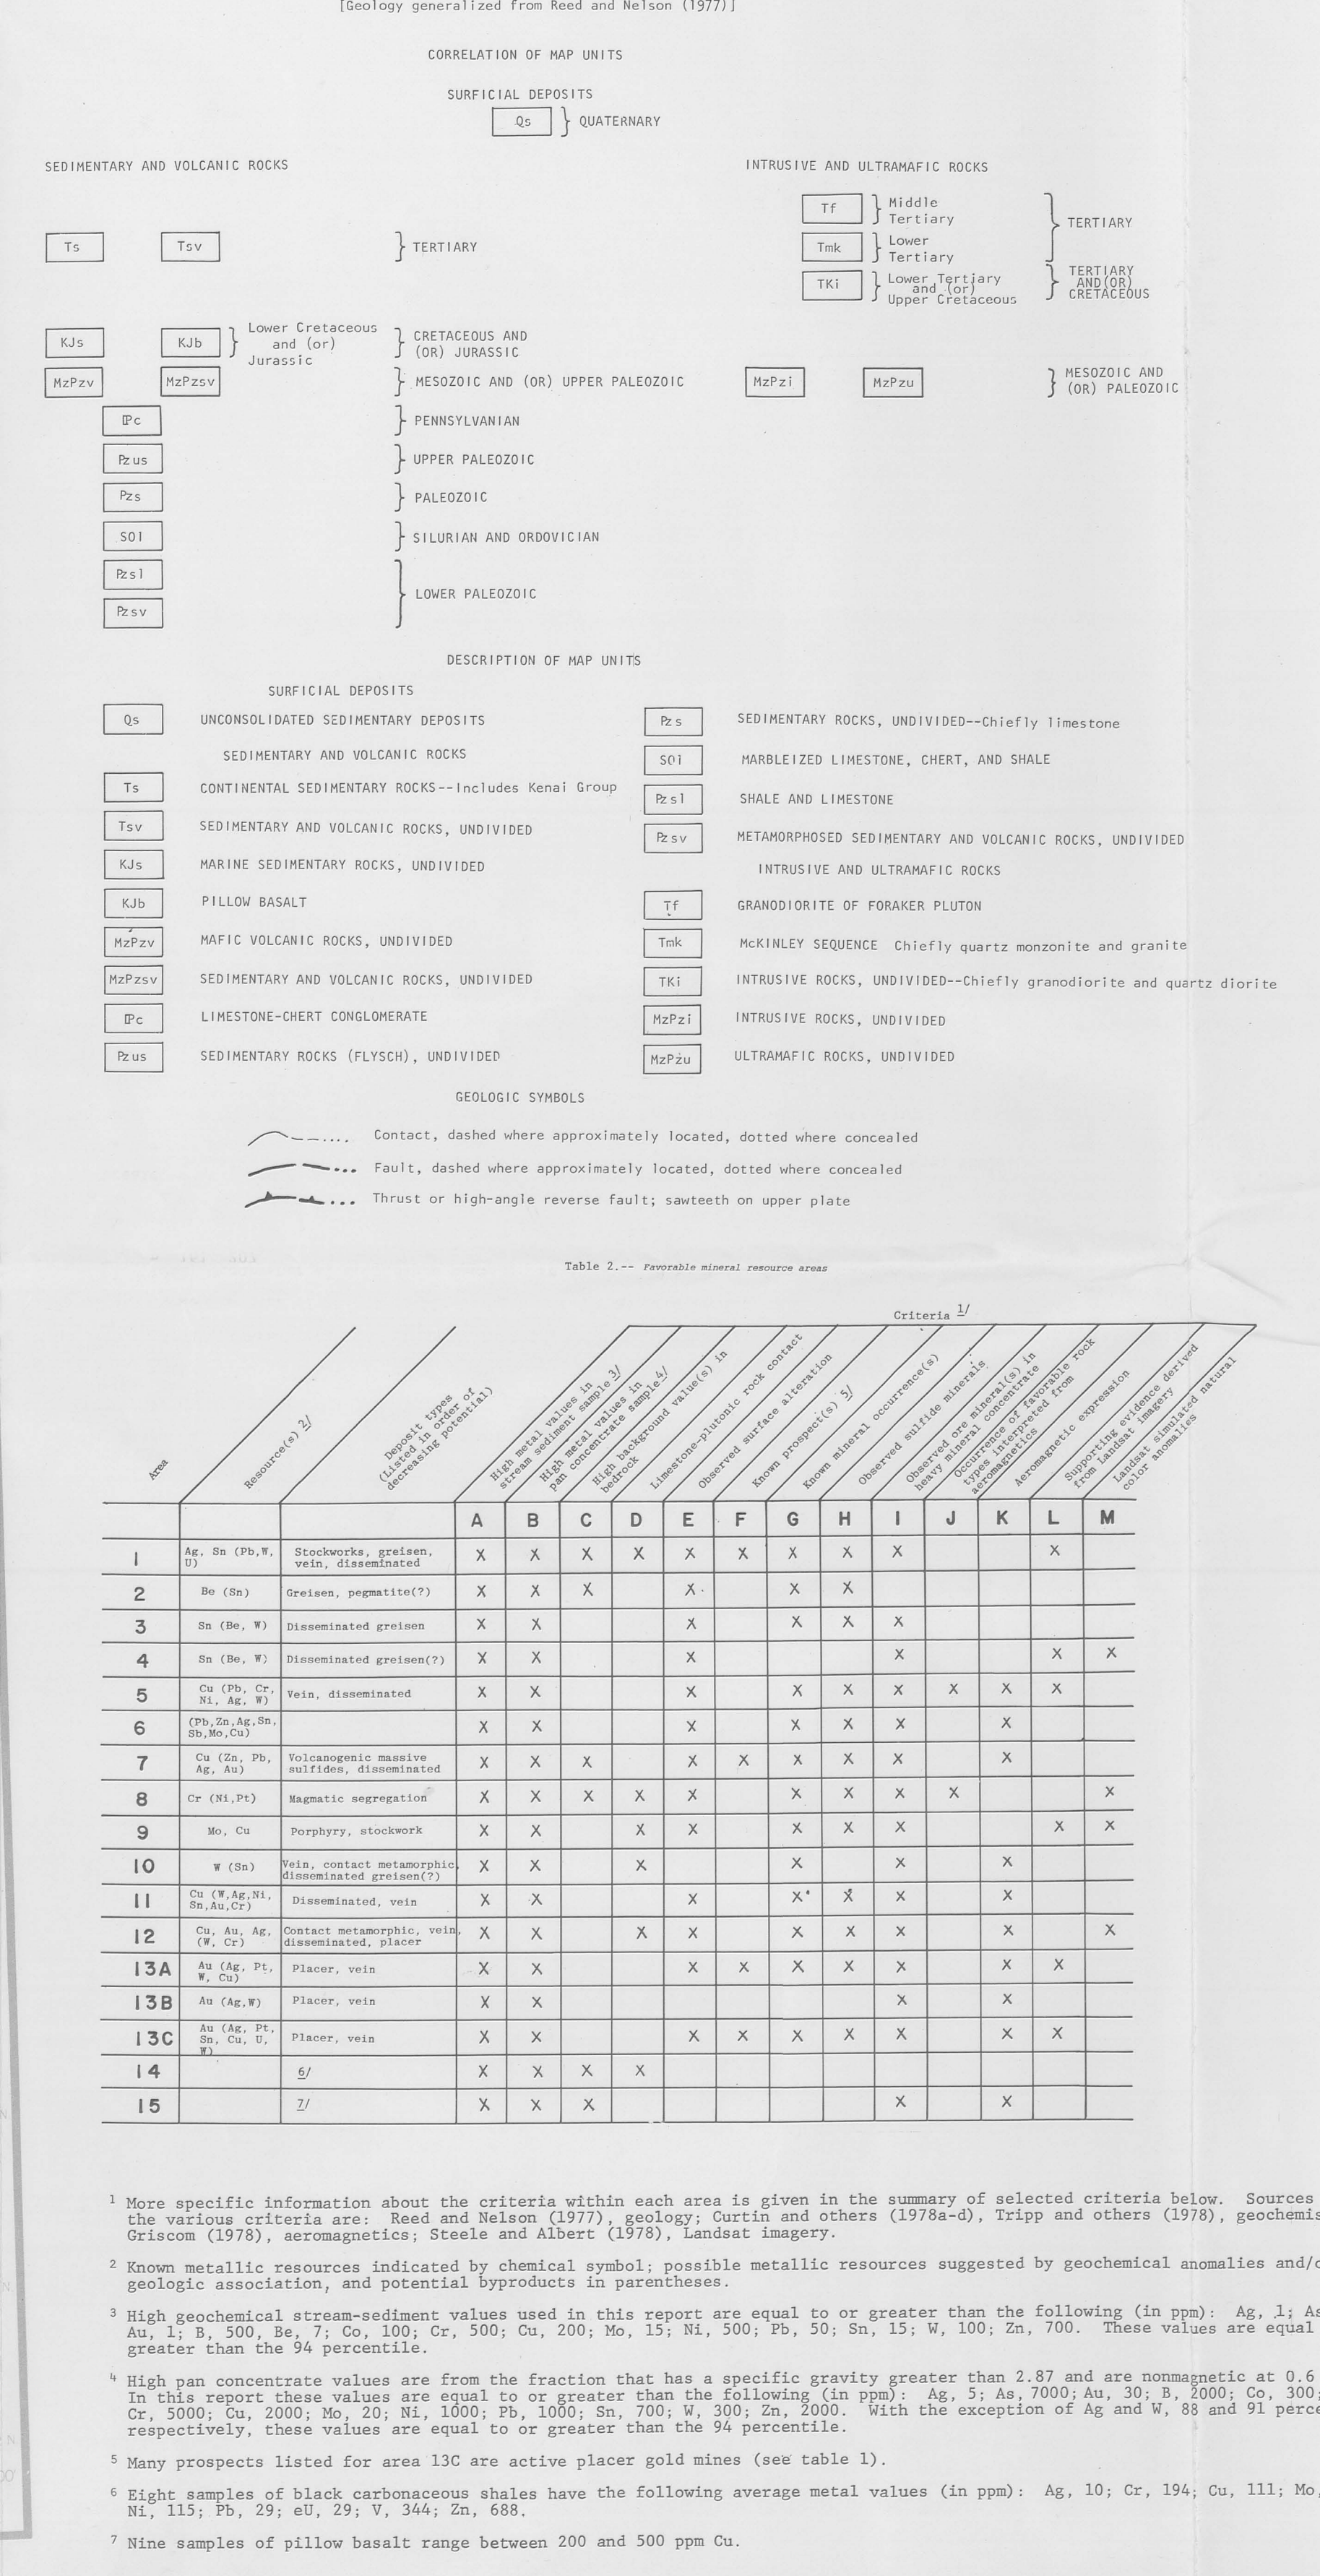 [Geology generalized from Reed and Nelson (1977)]
CORRELATION OF MAP UNITS
SURFICIAL DEPOSITS
Qs } QUATERNARY
SEDIMENTARY AND VOLCANIC ROCKS
INTRUSIVE AND ULTRAMAFIC ROCKS
Tf } Middle
Tertiary
TERTIARY
Ts Tsv } TERTIARY
Tmk } Lower
Tertiary
TKi } Lower Tertiary
and (or)
Upper Cretaceous
TERTIARY
AND(OR)
CRETACEOUS
KJs KJb } Lower Cretaceous
and (or)
Jurassic
CRETACEOUS AND
(OR) JURASSIC
MzPzv MzPzsv } MESOZOIC AND (OR) UPPER PALEOZOIC
MzPzi MzPzu } MESOZOIC AND
(OR) PALEOZOIC
ℙc } PENNSYLVANIAN
Pzus } UPPER PALEOZOIC
Pzs } PALEOZOIC
SOl } SILURIAN AND ORDOVICIAN
Pzsl
Pzsv
} LOWER PALEOZOIC
DESCRIPTION OF MAP UNITS
SURFICIAL DEPOSITS
Qs UNCONSOLIDATED SEDIMENTARY DEPOSITS
SEDIMENTARY AND VOLCANIC ROCKS
Ts CONTINENTAL SEDIMENTARY ROCKS--Includes Kenai Group
Tsv SEDIMENTARY AND VOLCANIC ROCKS, UNDIVIDED
KJs MARINE SEDIMENTARY ROCKS, UNDIVIDED
KJb PILLOW BASALT
MzPzv MAFIC VOLCANIC ROCKS, UNDIVIDED
MzPzsv SEDIMENTARY AND VOLCANIC ROCKS, UNDIVIDED
ℙc LIMESTONE-CHERT CONGLOMERATE
Pzus SEDIMENTARY ROCKS (FLYSCH), UNDIVIDED
Pzs SEDIMENTARY ROCKS, UNDIVIDED--Chiefly limestone
SOl MARBLEIZED LIMESTONE, CHERT, AND SHALE
Pzsl SHALE AND LIMESTONE
Pzsv METAMORPHOSED SEDIMENTARY AND VOLCANIC ROCKS, UNDIVIDED
INTRUSIVE AND ULTRAMAFIC ROCKS
Tf GRANODIORITE OF FORAKER PLUTON
Tmk McKINLEY SEQUENCE Chiefly quartz monzonite and granite
TKi INTRUSIVE ROCKS, UNDIVIDED--Chiefly granodiorite and quartz diorite
MzPzi INTRUSIVE ROCKS, UNDIVIDED
MzPzu ULTRAMAFIC ROCKS, UNDIVIDED
GEOLOGIC SYMBOLS
Contact, dashed where approximately located, dotted where concealed
Fault, dashed where approximately located, dotted where concealed
Thrust or high-angle reverse fault; sawteeth on upper plate
Table 2.-- Favorable mineral resource areas
Criteria 1/
Area
Resource(s) 2/
Deposit types
(Listed in order of
decreasing potential)
High metal values in
stream sediment sample 3/
High metal values in
pan concentrate sample 4/
High background value(s) in
bedrock
Limestone-plutonic rock contact
Observed surface alteration
Known prospect(s) 5/
Known mineral occurrence(s)
Observed sulfide minerals
Observed ore mineral(s) in
heavy mineral concentrate
Occurrence of favorable rock
types interpreted from
aeromagnetics
Aeromagnetic expression
Supporting evidence derived
from Landsat imagery
Landsat simulated natural
color anomalies
A B C D E F G H I J K L M
1 Ag, Sn (Pb,W, U) Stockworks, greisen, vein, disseminated X X X X X X X X X X
2 Be (Sn) Greisen, pegmatite(?) X X X X X X
3 Sn (Be, W) Disseminated greisen X X X X X X
4 Sn (Be, W) Disseminated greisen(?) X X X X X X
5 Cu (Pb, Cr, Ni, Ag, W) Vein, disseminated X X X X X X X X X
6 (Pb,Zn,Ag,Sn, Sb,Mo,Cu) X X X X X X X
7 Cu (Zn, Pb, Ag, Au) Volcanogenic massive sulfides, disseminated X X X X X X X X X
8 Cr (Ni,Pt) Magmatic segregation X X X X X X X X X X
9 Mo, Cu Porphyry, stockwork X X X X X X X X X
10 W (Sn) Vein, contact metamorphic, disseminated greisen(?) X X X X X X
11 Cu (W,Ag,Ni, Sn,Au,Cr) Disseminated, vein X X X X X X X
12 Cu, Au, Ag, (W, Cr) Contact metamorphic, vein, disseminated, placer X X X X X X X X X
13A Au (Ag, Pt, W, Cu) Placer, vein X X X X X X X X X
13B Au (Ag,W) Placer, vein X X X X
13C Au (Ag, Pt, Sn, Cu, U, W) Placer, vein X X X X X X X X X
14 6/ X X X X
15 7/ X X X X X
1 More specific information about the criteria within each area is given in the summary of selected criteria below. Sources
the various criteria are: Reed and Nelson (1977), geology; Curtin and others (1978a-d), Tripp and others (1978), geochemis
Griscom (1978), aeromagnetics; Steele and Albert (1978), Landsat imagery.
2 Known metallic resources indicated by chemical symbol; possible metallic resources suggested by geochemical anomalies and/o
geologic association, and potential byproducts in parentheses.
3 High geochemical stream-sediment values used in this report are equal to or greater than the following (in ppm): Ag, 1; As
Au, 1; B, 500, Be, 7; Co, 100; Cr, 500; Cu, 200; Mo, 15; Ni, 500; Pb, 50; Sn, 15; W, 100; Zn, 700. These values are equal
greater than the 94 percentile.
4 High pan concentrate values are from the fraction that has a specific gravity greater than 2.87 and are nonmagnetic at 0.6
In this report these values are equal to or greater than the following (in ppm): Ag, 5; As, 7000; Au, 30; B, 2000; Co, 300;
Cr, 5000; Cu, 2000; Mo, 20; Ni, 1000; Pb, 1000; Sn, 700; W, 300; Zn, 2000. With the exception of Ag and W, 88 and 91 perce
respectively, these values are equal to or greater than the 94 percentile.
5 Many prospects listed for area 13C are active placer gold mines (see table 1).
6 Eight samples of black carbonaceous shales have the following average metal values (in ppm): Ag, 10; Cr, 194; Cu, 111; Mo,
Ni, 115; Pb, 29; eU, 29; V, 344; Zn, 688.
7 Nine samples of pillow basalt range between 200 and 500 ppm Cu.